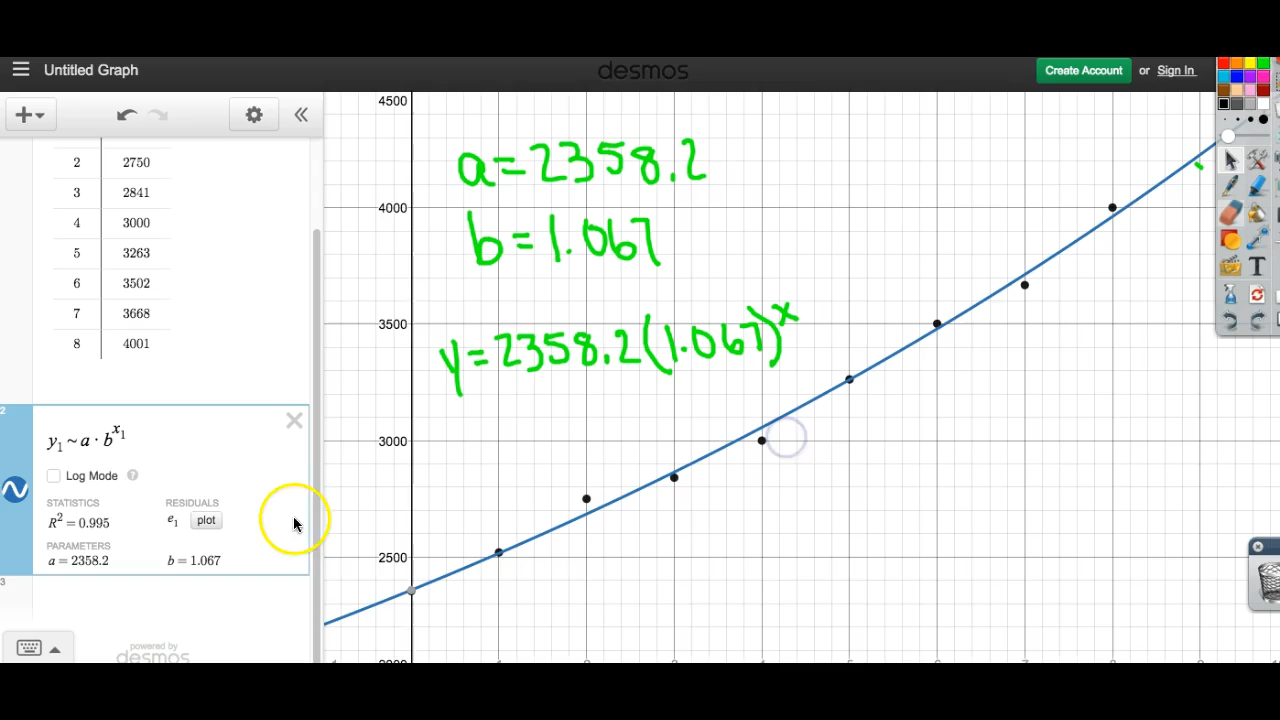 Untitled Graph
desmos
Create Account or Sign In
2 2750
3 2841
4 3000
5 3263
6 3502
7 3668
8 4001
2
y₁ ~ a · b^x₁
Log Mode ?
STATISTICS RESIDUALS
R² = 0.995 e₁ plot
PARAMETERS
a = 2358.2 b = 1.067
3
powered by
desmos
a=2358.2
b=1.067
y=2358.2(1.067)^x
4500
4000
3500
3000
2500
T